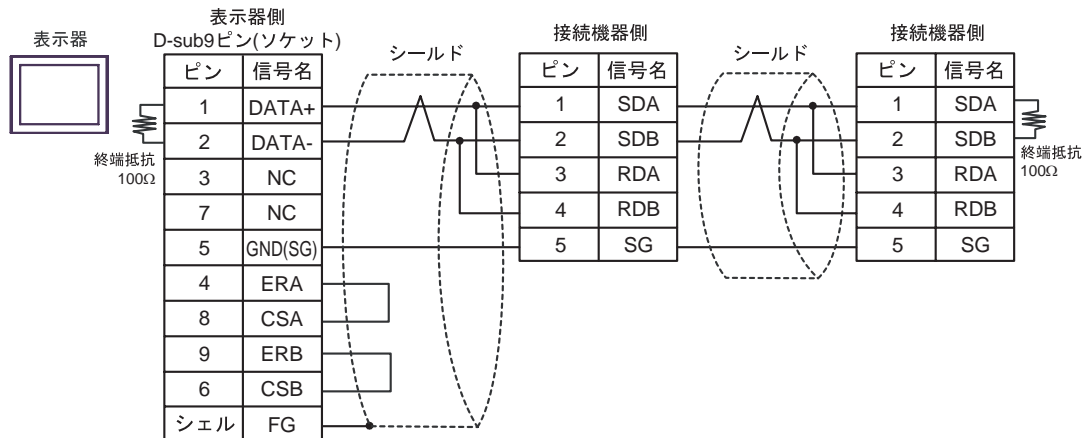 表示器
終端抵抗
100Ω
表示器側
D-sub9ピン(ソケット)
ピン 信号名
1 DATA+
2 DATA-
3 NC
7 NC
5 GND(SG)
4 ERA
8 CSA
9 ERB
6 CSB
シェル FG
シールド
接続機器側
ピン 信号名
1 SDA
2 SDB
3 RDA
4 RDB
5 SG
シールド
接続機器側
ピン 信号名
1 SDA
2 SDB
3 RDA
4 RDB
5 SG
終端抵抗
100Ω